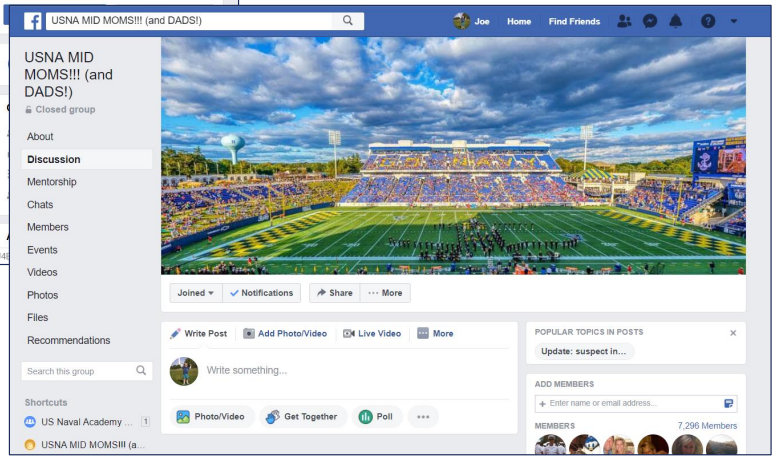 USNA MID MOMS!!! (and DADS!)
Joe Home Find Friends
USNA MID
MOMS!!! (and
DADS!)
Closed group
About
Discussion
Mentorship
Chats
Members
Events
Videos
Photos
Files
Recommendations
Search this group
Shortcuts
US Naval Academy ... 1
USNA MID MOMS!!! (a...
Joined Notifications Share More
Write Post Add Photo/Video Live Video More
Write something...
Photo/Video Get Together Poll
POPULAR TOPICS IN POSTS
Update: suspect in...
ADD MEMBERS
+ Enter name or email address...
MEMBERS 7,296 Members